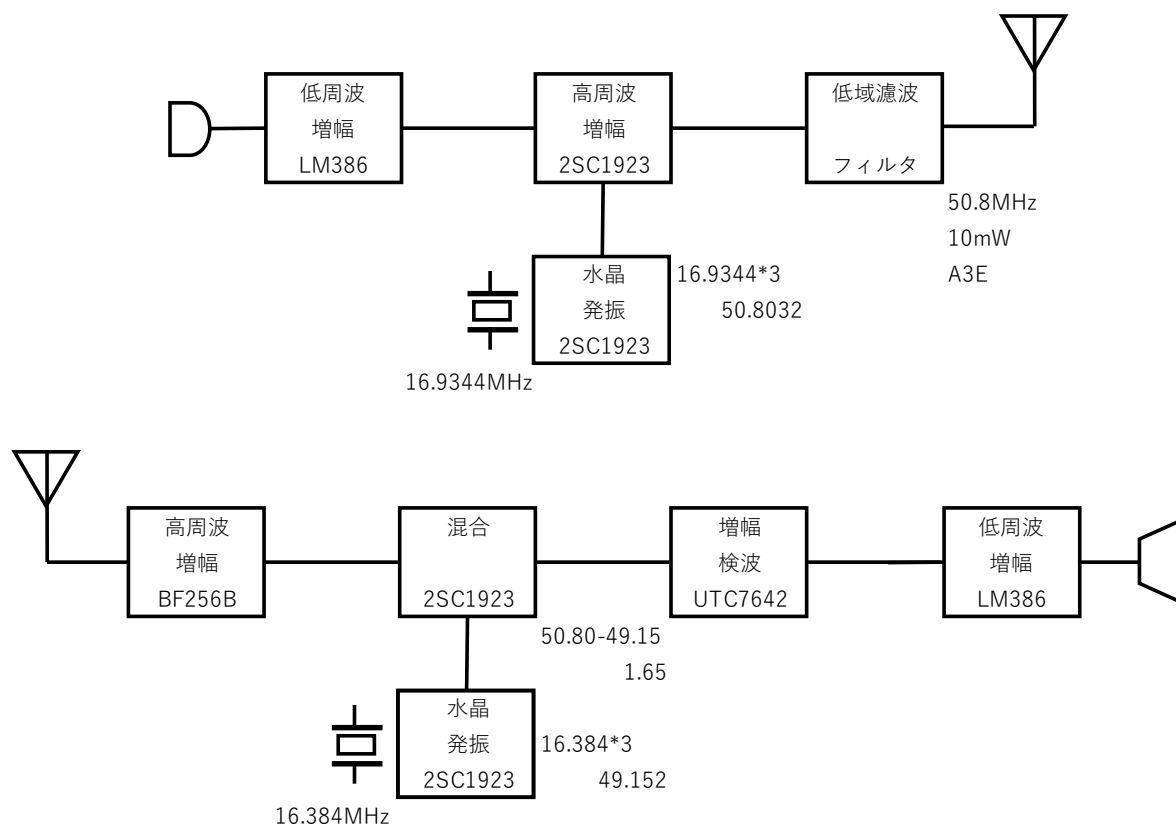 低周波
増幅
LM386
高周波
増幅
2SC1923
低域濾波
フィルタ
50.8MHz
10mW
A3E
水晶
発振
2SC1923
16.9344*3
50.8032
16.9344MHz
高周波
増幅
BF256B
混合
2SC1923
増幅
検波
UTC7642
低周波
増幅
LM386
50.80-49.15
1.65
水晶
発振
2SC1923
16.384*3
49.152
16.384MHz